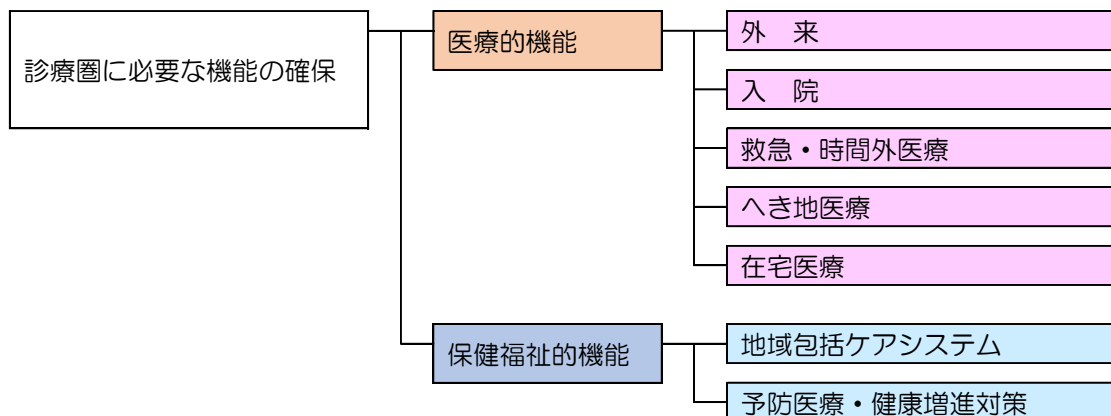 診療圏に必要な機能の確保
医療的機能
外　来
入　院
救急・時間外医療
へき地医療
在宅医療
保健福祉的機能
地域包括ケアシステム
予防医療・健康増進対策